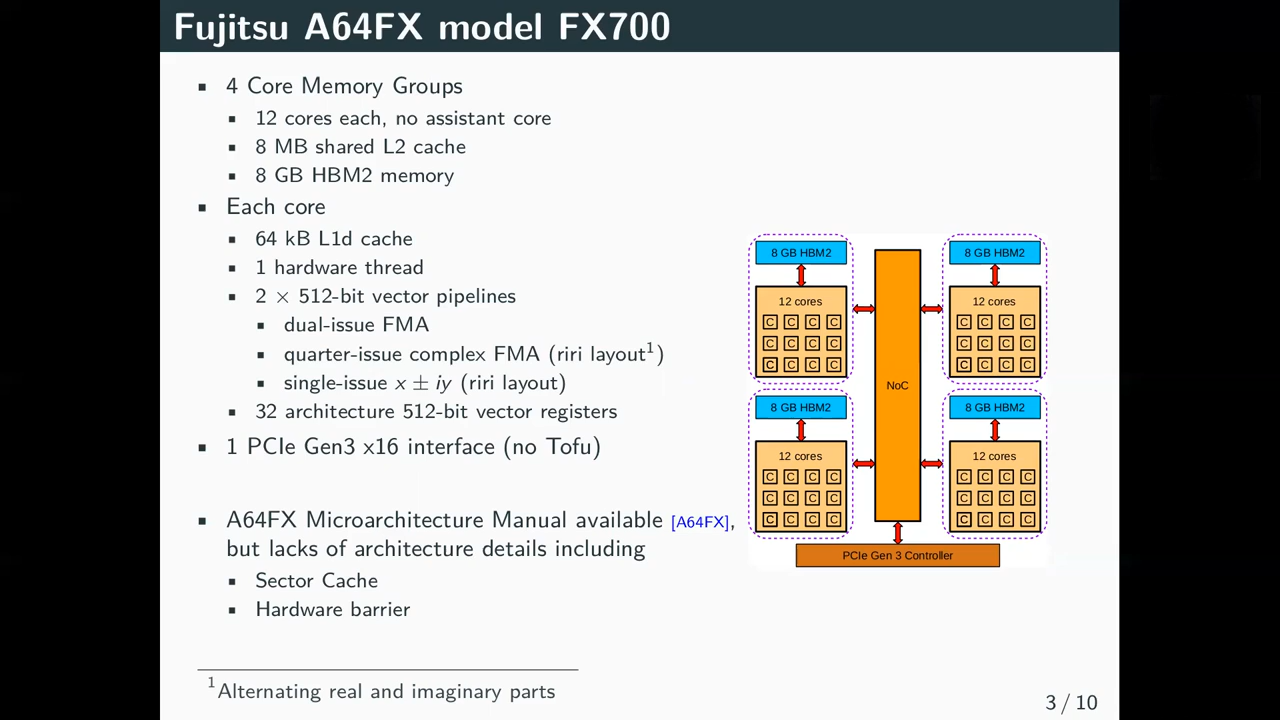 Fujitsu A64FX model FX700
▪ 4 Core Memory Groups
▪ 12 cores each, no assistant core
▪ 8 MB shared L2 cache
▪ 8 GB HBM2 memory
▪ Each core
▪ 64 kB L1d cache
▪ 1 hardware thread
▪ 2 × 512-bit vector pipelines
▪ dual-issue FMA
▪ quarter-issue complex FMA (riri layout¹)
▪ single-issue x ± iy (riri layout)
▪ 32 architecture 512-bit vector registers
▪ 1 PCIe Gen3 x16 interface (no Tofu)
▪ A64FX Microarchitecture Manual available [A64FX],
but lacks of architecture details including
▪ Sector Cache
▪ Hardware barrier
8 GB HBM2
12 cores
C C C C
C C C C
C C C C
8 GB HBM2
12 cores
C C C C
C C C C
C C C C
NoC
8 GB HBM2
12 cores
C C C C
C C C C
C C C C
8 GB HBM2
12 cores
C C C C
C C C C
C C C C
PCIe Gen 3 Controller
¹Alternating real and imaginary parts
3 / 10